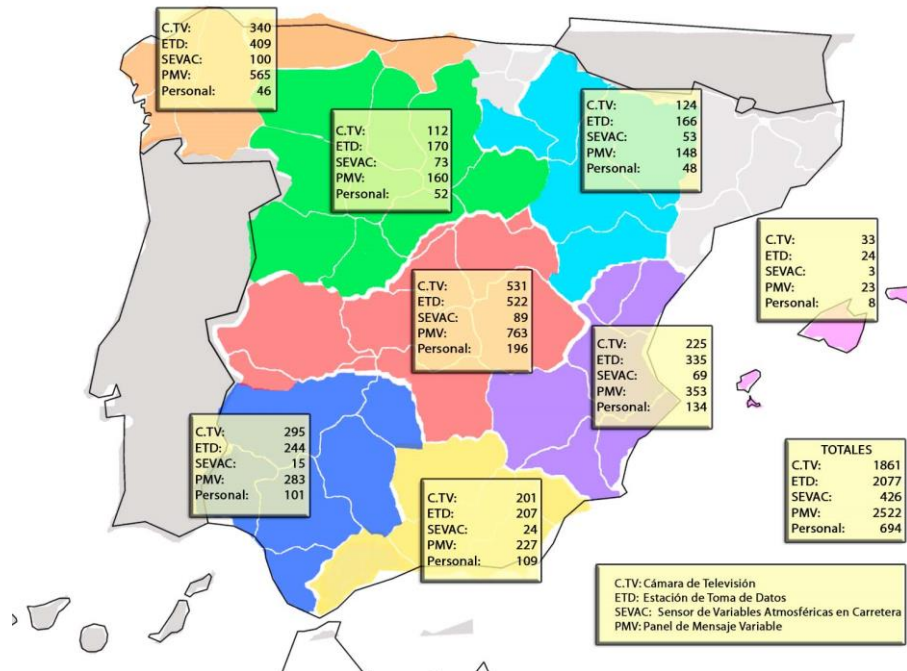 C.TV: 340
ETD: 409
SEVAC: 100
PMV: 565
Personal: 46
C.TV: 112
ETD: 170
SEVAC: 73
PMV: 160
Personal: 52
C.TV: 124
ETD: 166
SEVAC: 53
PMV: 148
Personal: 48
C.TV: 33
ETD: 24
SEVAC: 3
PMV: 23
Personal: 8
C.TV: 531
ETD: 522
SEVAC: 89
PMV: 763
Personal: 196
C.TV: 225
ETD: 335
SEVAC: 69
PMV: 353
Personal: 134
C.TV: 295
ETD: 244
SEVAC: 15
PMV: 283
Personal: 101
C.TV: 201
ETD: 207
SEVAC: 24
PMV: 227
Personal: 109
TOTALES
C.TV: 1861
ETD: 2077
SEVAC: 426
PMV: 2522
Personal: 694
C.TV: Cámara de Televisión
ETD: Estación de Toma de Datos
SEVAC: Sensor de Variables Atmosféricas en Carretera
PMV: Panel de Mensaje Variable